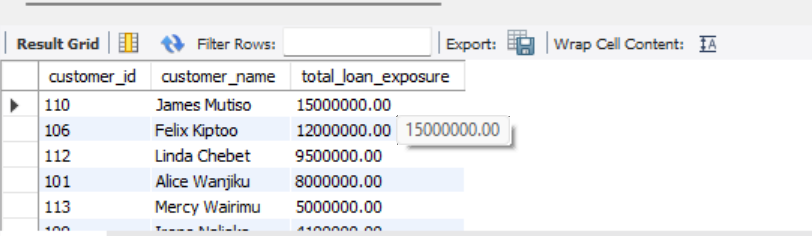 Result Grid Filter Rows: Export: Wrap Cell Content: IA
customer_id customer_name total_loan_exposure
110 James Mutiso 15000000.00
106 Felix Kiptoo 12000000.00 15000000.00
112 Linda Chebet 9500000.00
101 Alice Wanjiku 8000000.00
113 Mercy Wairimu 5000000.00